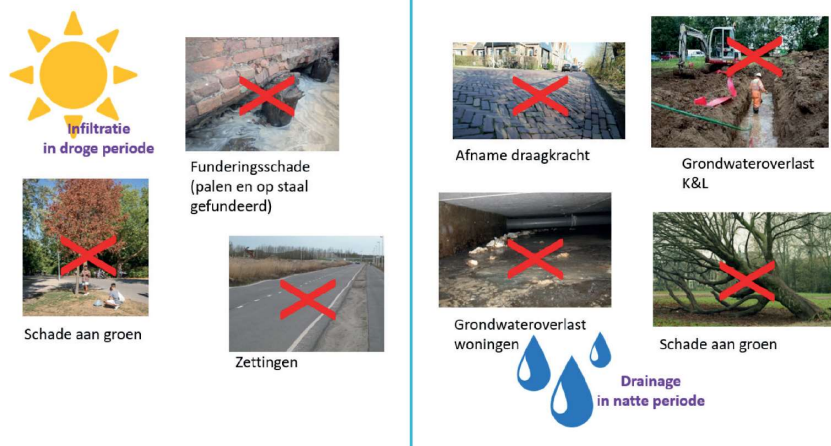 Infiltratie
in droge periode
Funderingsschade
(palen en op staal
gefundeerd)
Schade aan groen
Zettingen
Afname draagkracht
Grondwateroverlast
K&L
Grondwateroverlast
woningen
Schade aan groen
Drainage
in natte periode